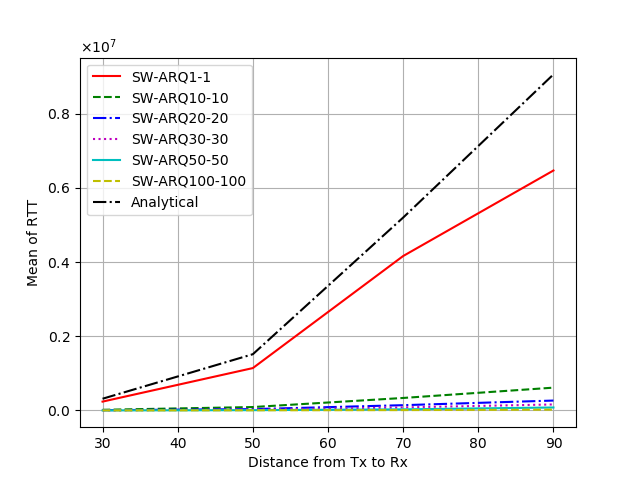 ×10⁷
SW-ARQ1-1
SW-ARQ10-10
SW-ARQ20-20
SW-ARQ30-30
SW-ARQ50-50
SW-ARQ100-100
Analytical
Mean of RTT
0.8
0.6
0.4
0.2
0.0
30 40 50 60 70 80 90
Distance from Tx to Rx